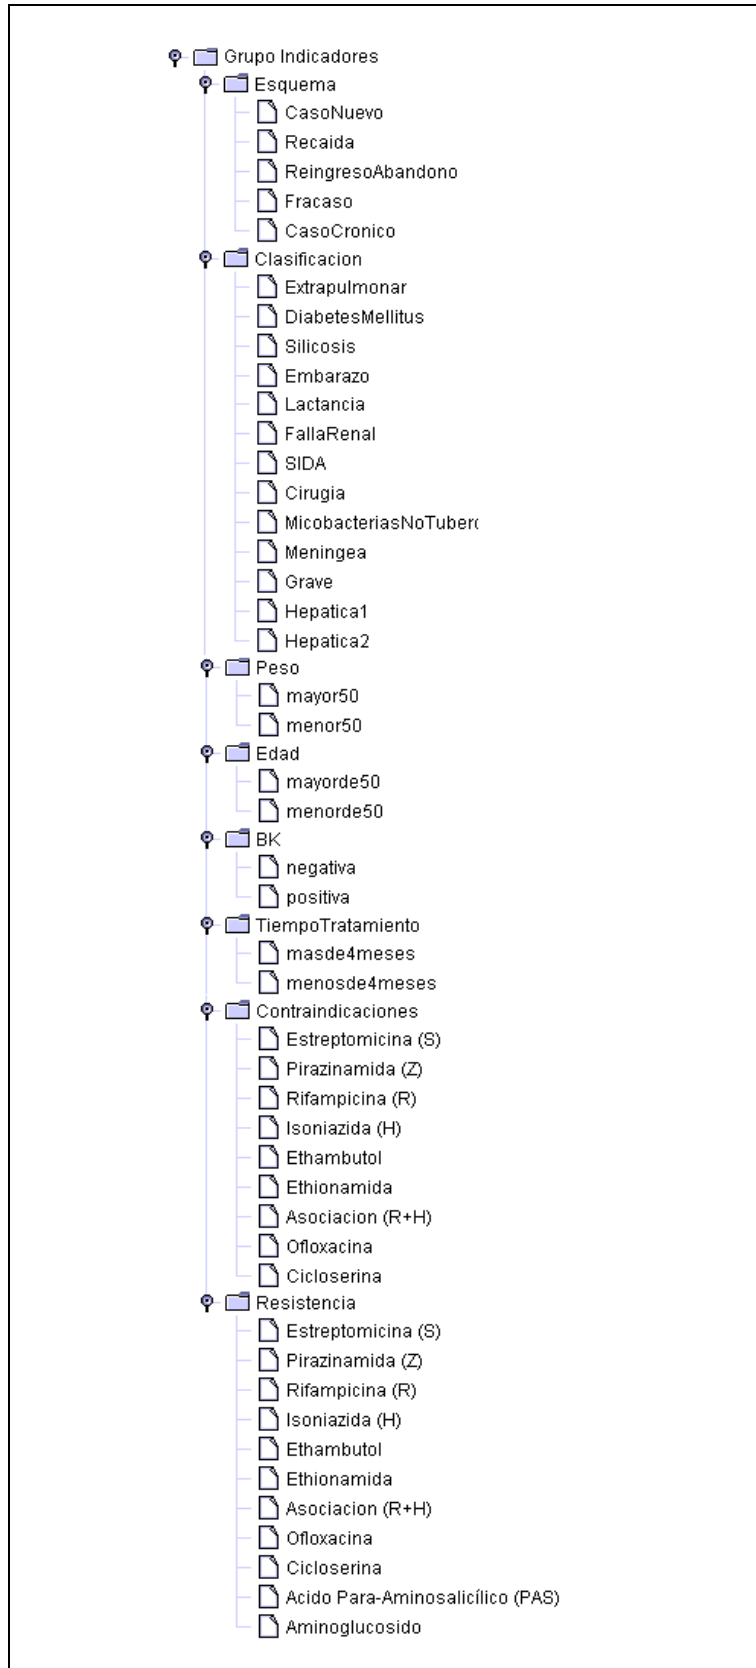 Grupo Indicadores
Esquema
CasoNuevo
Recaida
ReingresoAbandono
Fracaso
CasoCronico
Clasificacion
Extrapulmonar
DiabetesMellitus
Silicosis
Embarazo
Lactancia
FallaRenal
SIDA
Cirugia
MicobacteriasNoTuberc
Meningea
Grave
Hepatica1
Hepatica2
Peso
mayor50
menor50
Edad
mayorde50
menorde50
BK
negativa
positiva
TiempoTratamiento
masde4meses
menosde4meses
Contraindicaciones
Estreptomicina (S)
Pirazinamida (Z)
Rifampicina (R)
Isoniazida (H)
Ethambutol
Ethionamida
Asociacion (R+H)
Ofloxacina
Cicloserina
Resistencia
Estreptomicina (S)
Pirazinamida (Z)
Rifampicina (R)
Isoniazida (H)
Ethambutol
Ethionamida
Asociacion (R+H)
Ofloxacina
Cicloserina
Acido Para-Aminosalicílico (PAS)
Aminoglucosido